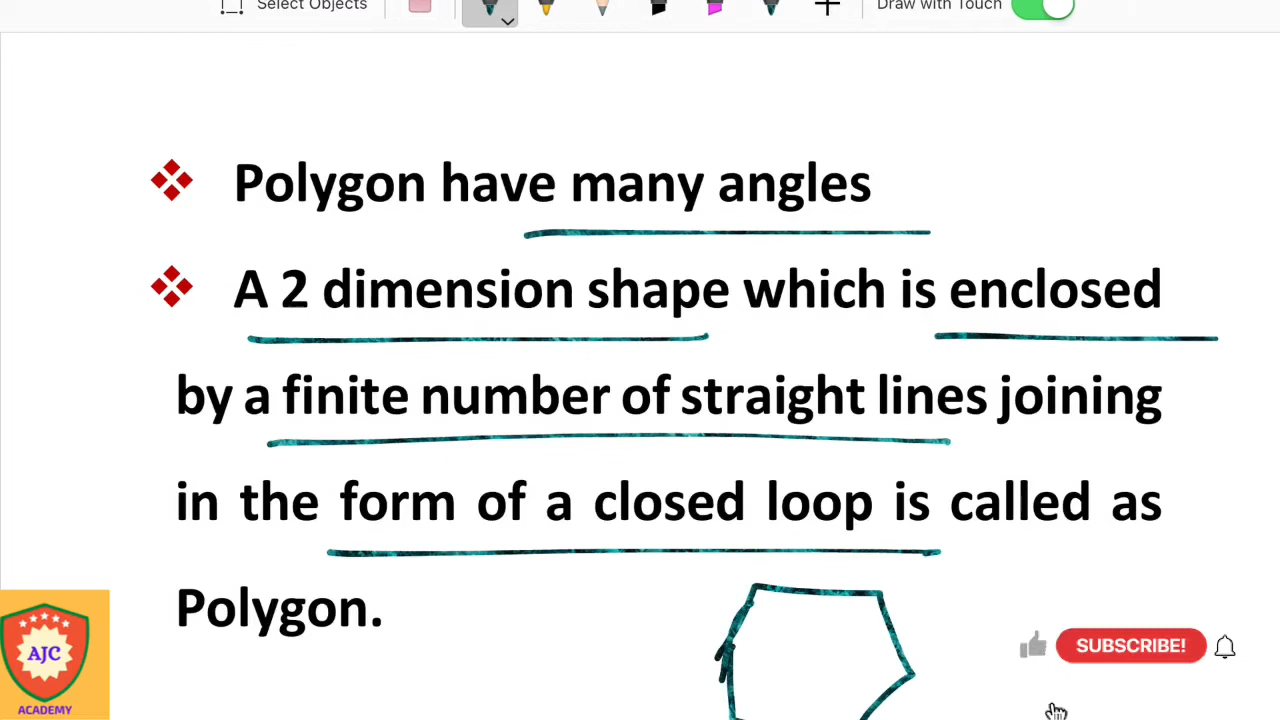 Select Objects
Draw with Touch
Polygon have many angles
A 2 dimension shape which is enclosed
by a finite number of straight lines joining
in the form of a closed loop is called as
Polygon.
AJC
ACADEMY
SUBSCRIBE!